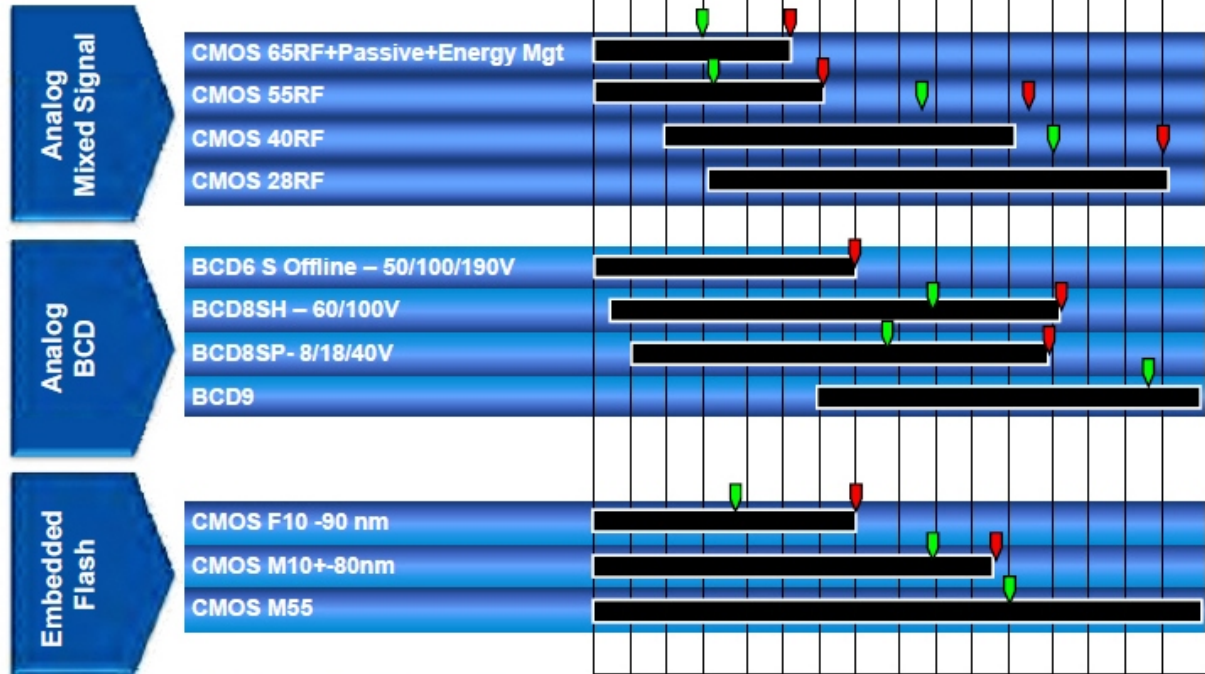 Analog
Mixed Signal
CMOS 65RF+Passive+Energy Mgt
CMOS 55RF
CMOS 40RF
CMOS 28RF
Analog
BCD
BCD6 S Offline – 50/100/190V
BCD8SH – 60/100V
BCD8SP- 8/18/40V
BCD9
Embedded
Flash
CMOS F10 -90 nm
CMOS M10+-80nm
CMOS M55